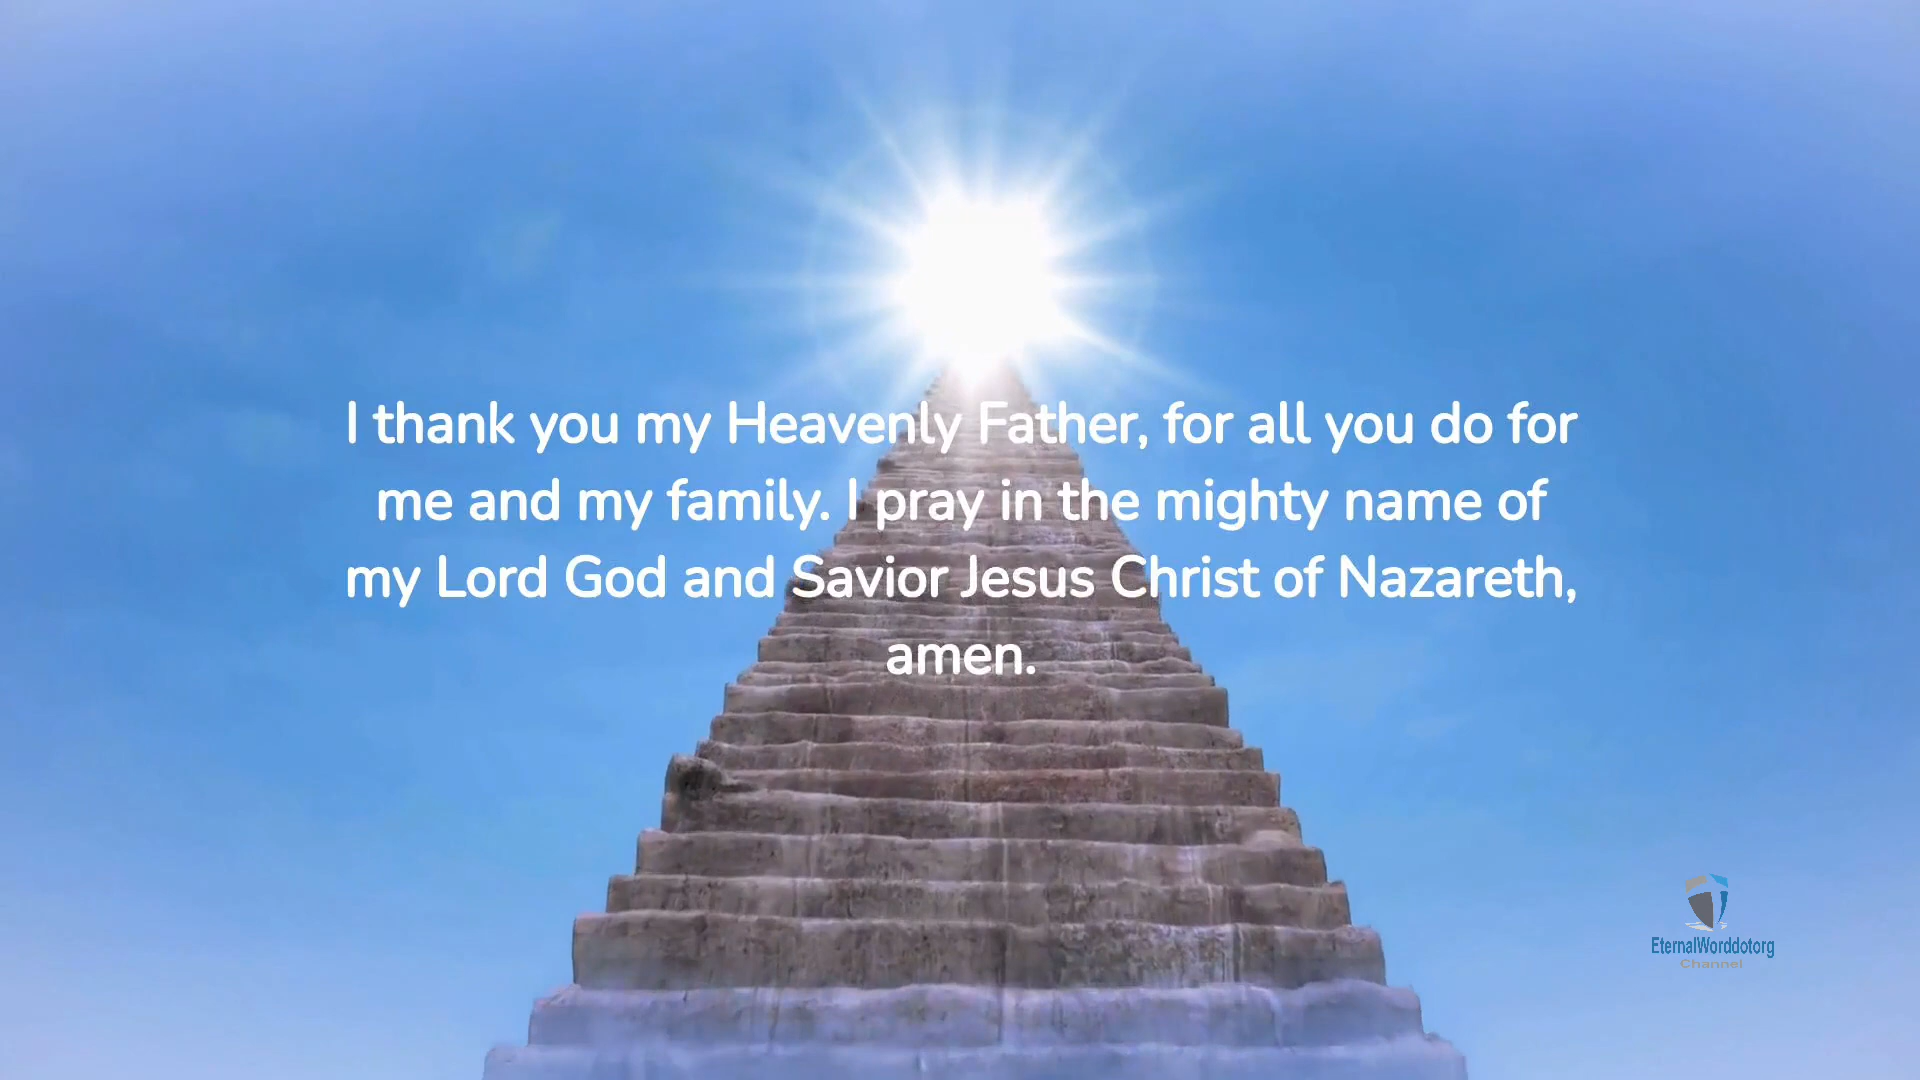 I thank you my Heavenly Father, for all you do for
me and my family. I pray in the mighty name of
my Lord God and Savior Jesus Christ of Nazareth,
amen.
EternalWorddotorg
Channel